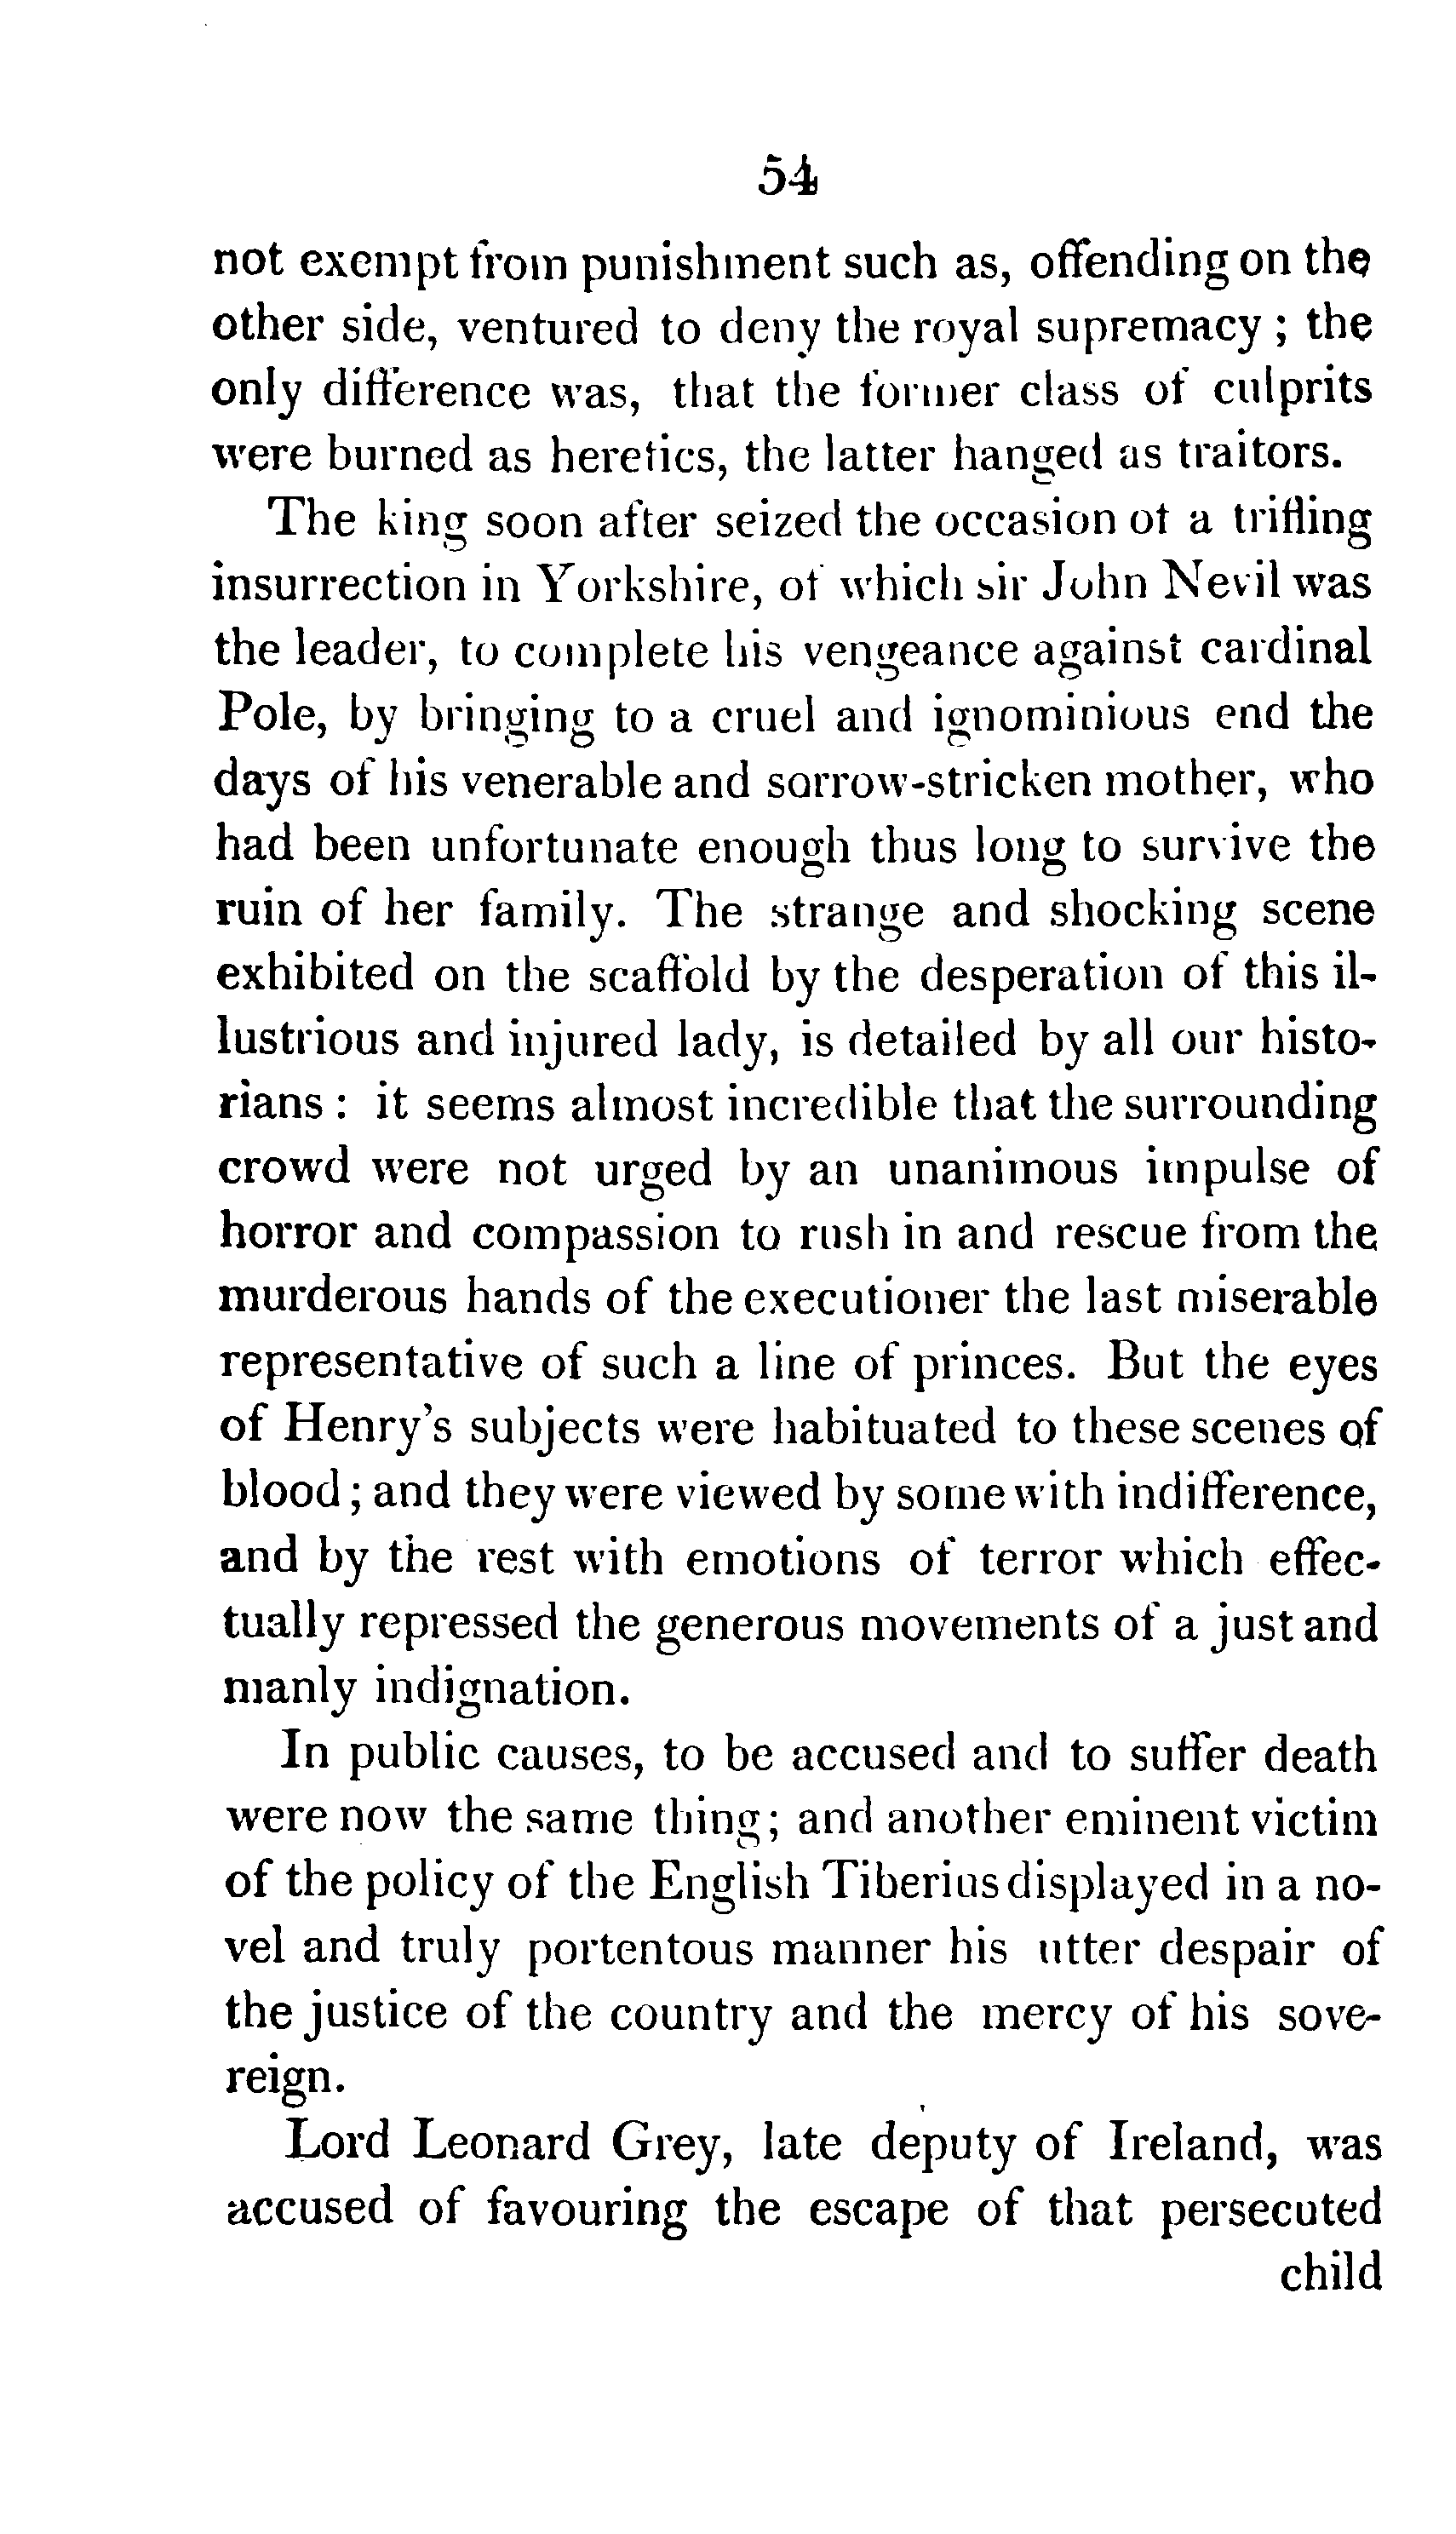 54
not exempt from punishment such as, offending on the
other side, ventured to deny the royal supremacy ; the
only difference was, that the former class of culprits
were burned as heretics, the latter hanged as traitors.
The king soon after seized the occasion of a trifling
insurrection in Yorkshire, of which sir John Nevil was
the leader, to complete his vengeance against cardinal
Pole, by bringing to a cruel and ignominious end the
days of his venerable and sorrow-stricken mother, who
had been unfortunate enough thus long to survive the
ruin of her family. The strange and shocking scene
exhibited on the scaffold by the desperation of this il-
lustrious and injured lady, is detailed by all our histo-
rians : it seems almost incredible that the surrounding
crowd were not urged by an unanimous impulse of
horror and compassion to rush in and rescue from the
murderous hands of the executioner the last miserable
representative of such a line of princes. But the eyes
of Henry's subjects were habituated to these scenes of
blood ; and they were viewed by some with indifference,
and by the rest with emotions of terror which effec-
tually repressed the generous movements of a just and
manly indignation.
In public causes, to be accused and to suffer death
were now the same thing; and another eminent victim
of the policy of the English Tiberius displayed in a no-
vel and truly portentous manner his utter despair of
the justice of the country and the mercy of his sove-
reign.
Lord Leonard Grey, late deputy of Ireland, was
accused of favouring the escape of that persecuted
child